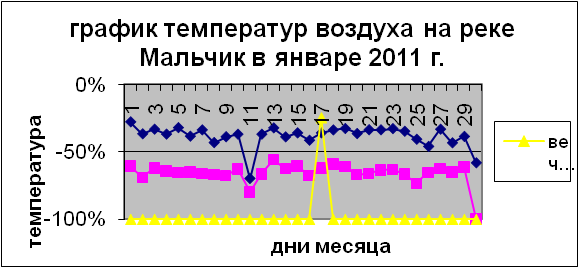 график температур воздуха на реке
Мальчик в январе 2011 г.
температура
0%
-50%
-100%
1 3 5 7 9 11 13 15 17 19 21 23 25 27 29
дни месяца
ве
ч...